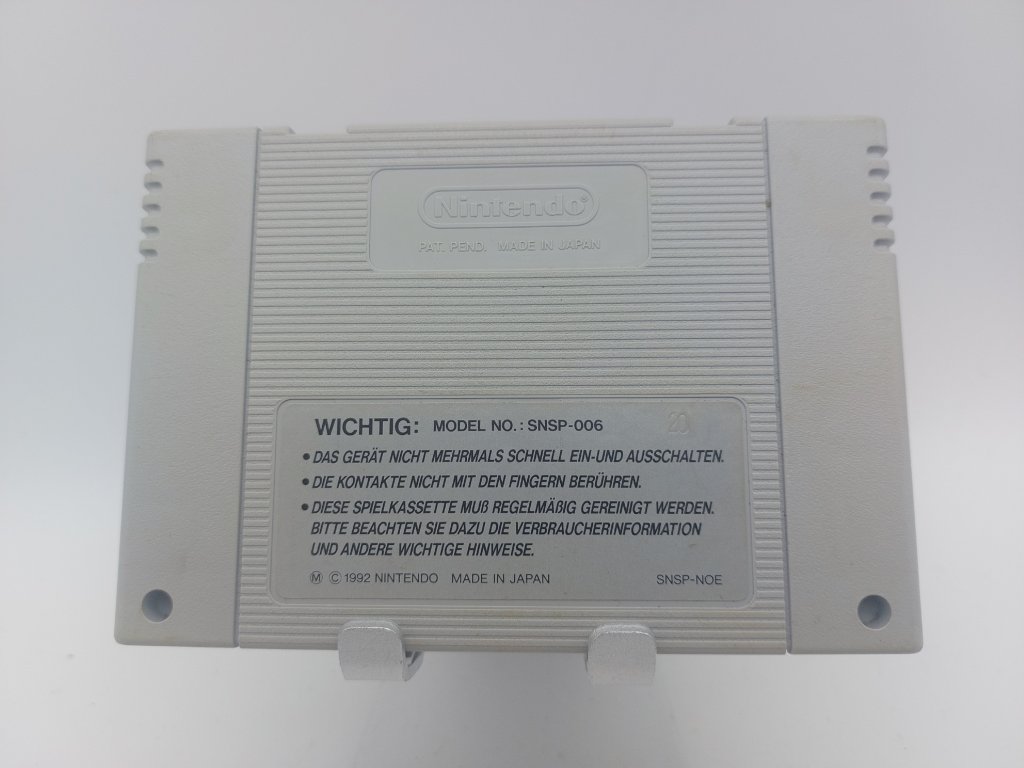 Nintendo®
PAT. PEND. MADE IN JAPAN
WICHTIG: MODEL NO.: SNSP-006
20
• DAS GERÄT NICHT MEHRMALS SCHNELL EIN-UND AUSSCHALTEN.
• DIE KONTAKTE NICHT MIT DEN FINGERN BERÜHREN.
• DIESE SPIELKASSETTE MUß REGELMÄßIG GEREINIGT WERDEN.
BITTE BEACHTEN SIE DAZU DIE VERBRAUCHERINFORMATION
UND ANDERE WICHTIGE HINWEISE.
Ⓜ © 1992 NINTENDO MADE IN JAPAN SNSP-NOE